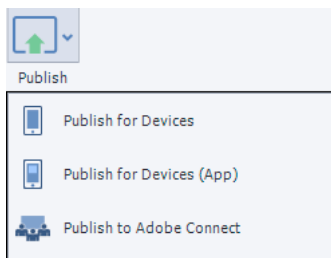 Publish
Publish for Devices
Publish for Devices (App)
Publish to Adobe Connect